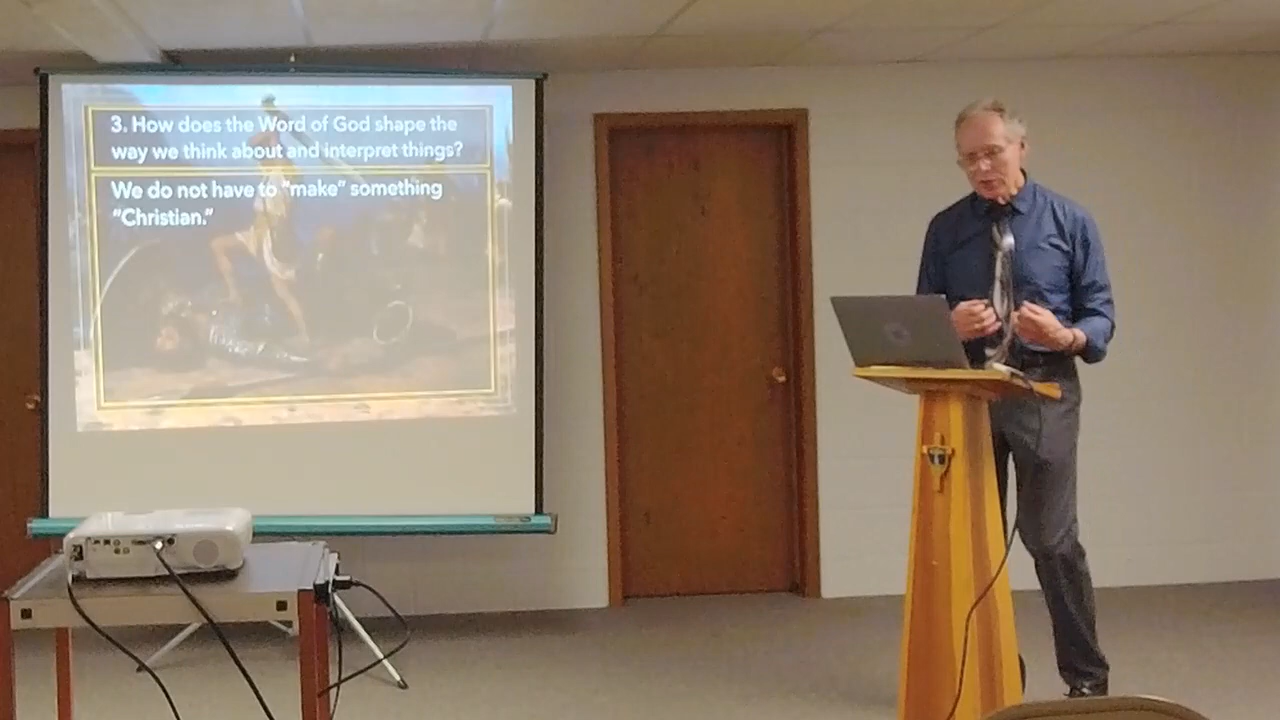 3. How does the Word of God shape the
way we think about and interpret things?
We do not have to "make" something
"Christian."